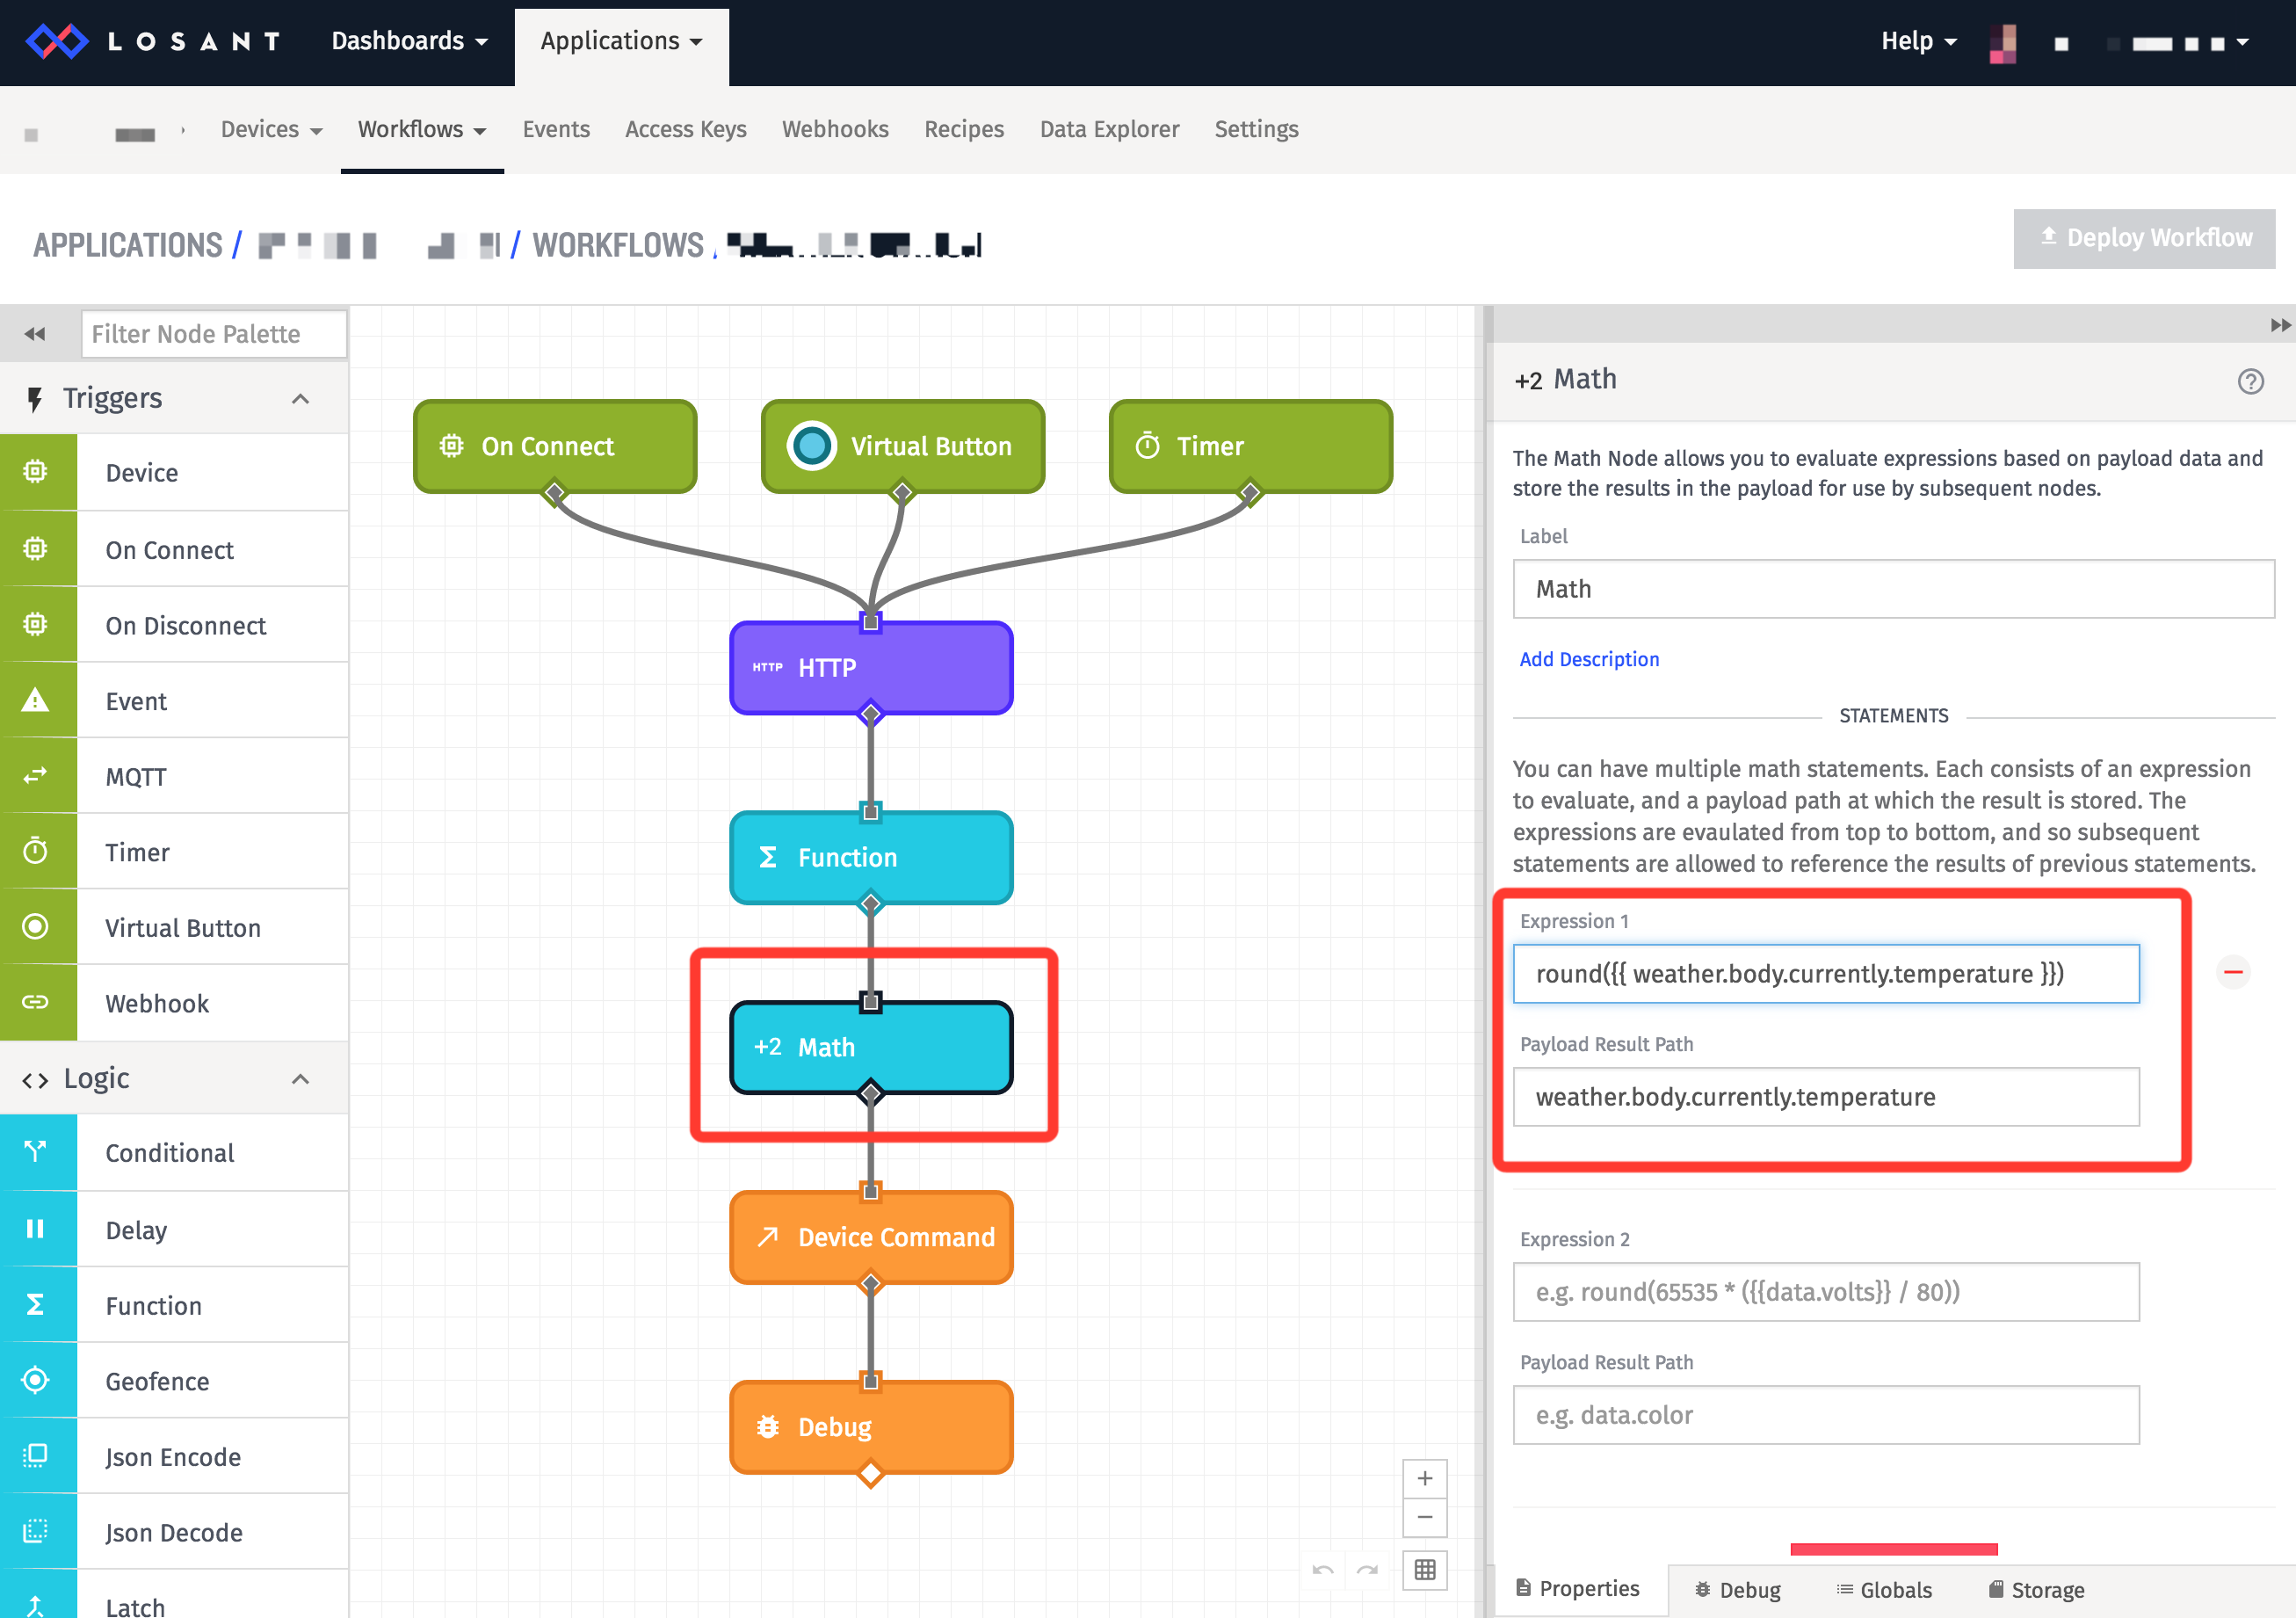 LOSANT Dashboards Applications Help
Devices Workflows Events Access Keys Webhooks Recipes Data Explorer Settings
APPLICATIONS / / WORKFLOWS /
Deploy Workflow
Filter Node Palette
Triggers
Device
On Connect
On Disconnect
Event
MQTT
Timer
Virtual Button
Webhook
Logic
Conditional
Delay
Function
Geofence
Json Encode
Json Decode
Latch
On Connect
Virtual Button
Timer
HTTP HTTP
Function
+2 Math
Device Command
Debug
+2 Math
The Math Node allows you to evaluate expressions based on payload data and
store the results in the payload for use by subsequent nodes.
Label
Math
Add Description
STATEMENTS
You can have multiple math statements. Each consists of an expression
to evaluate, and a payload path at which the result is stored. The
expressions are evaulated from top to bottom, and so subsequent
statements are allowed to reference the results of previous statements.
Expression 1
round({{ weather.body.currently.temperature }})
Payload Result Path
weather.body.currently.temperature
Expression 2
e.g. round(65535 * ({{data.volts}} / 80))
Payload Result Path
e.g. data.color
Properties Debug Globals Storage